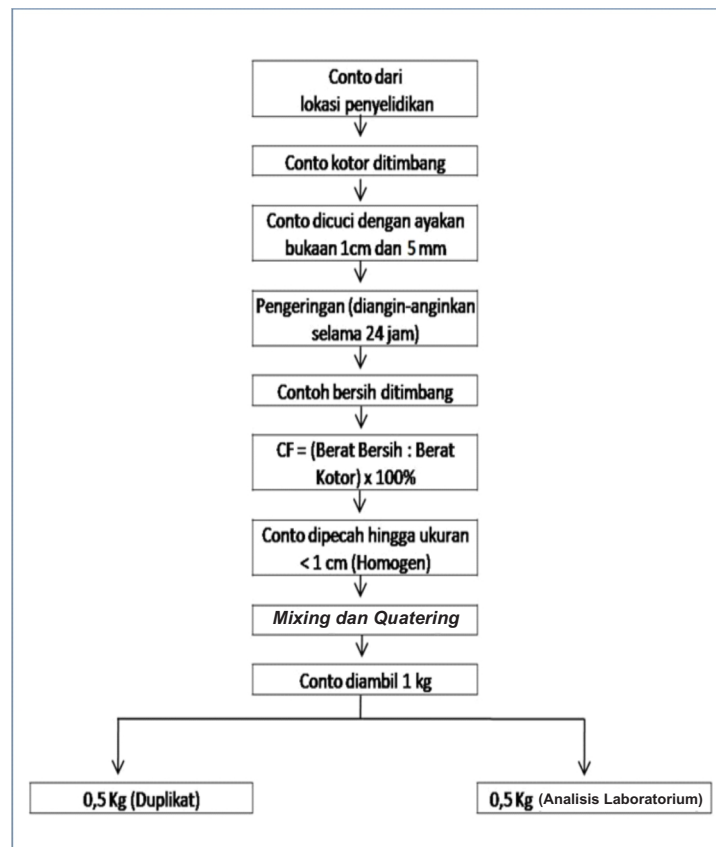 Conto dari
lokasi penyelidikan
Conto kotor ditimbang
Conto dicuci dengan ayakan
bukaan 1cm dan 5 mm
Pengeringan (diangin-anginkan
selama 24 jam)
Contoh bersih ditimbang
CF = (Berat Bersih : Berat
Kotor) x 100%
Conto dipecah hingga ukuran
< 1 cm (Homogen)
Mixing dan Quatering
Conto diambil 1 kg
0,5 Kg (Duplikat)
0,5 Kg (Analisis Laboratorium)